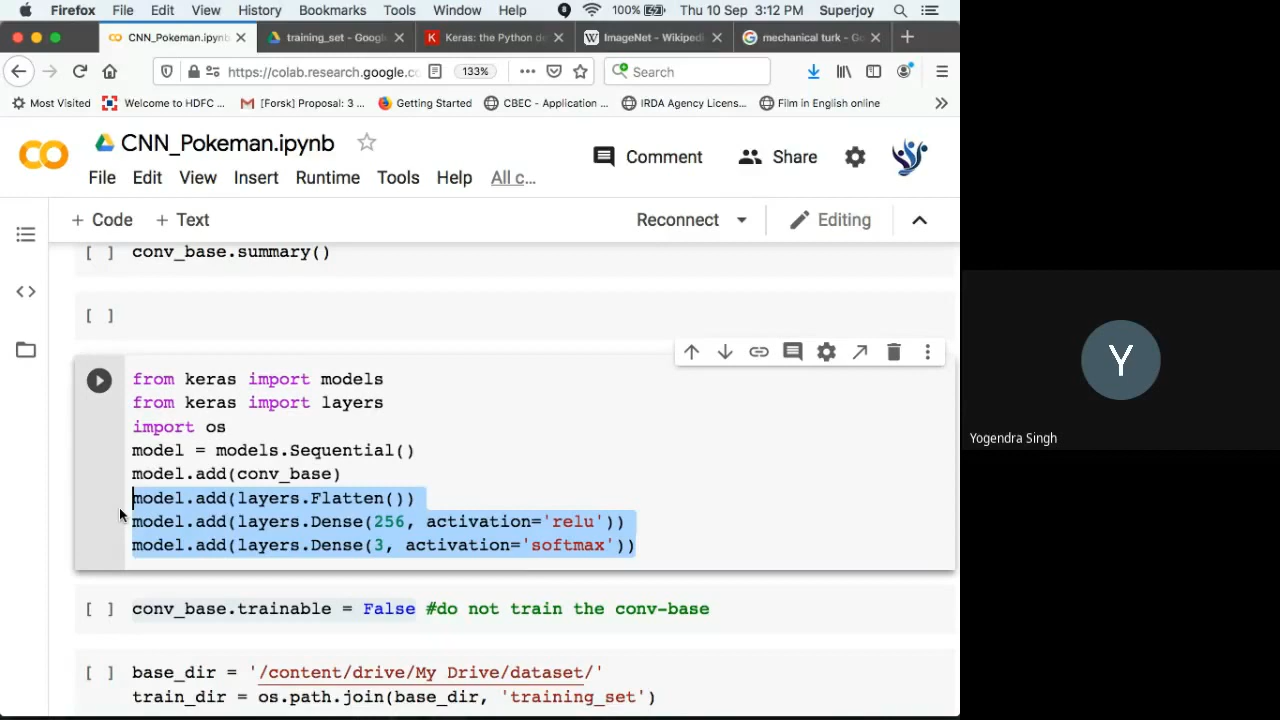 Firefox File Edit View History Bookmarks Tools Window Help 100% Thu 10 Sep 3:12 PM Superjoy
CNN_Pokeman.ipynb training_set - Googl Keras: the Python de ImageNet - Wikiped mechanical turk - Go
https://colab.research.google.cc 133% Search
Most Visited Welcome to HDFC ... [Forsk] Proposal: 3 ... Getting Started CBEC - Application ... IRDA Agency Licens... Film in English online
CNN_Pokeman.ipynb
Comment Share
File Edit View Insert Runtime Tools Help All c...
+ Code + Text Reconnect Editing
[ ] conv_base.summary()
[ ]
from keras import models
from keras import layers
import os
model = models.Sequential()
model.add(conv_base)
model.add(layers.Flatten())
model.add(layers.Dense(256, activation='relu'))
model.add(layers.Dense(3, activation='softmax'))
[ ] conv_base.trainable = False #do not train the conv-base
[ ] base_dir = '/content/drive/My Drive/dataset/'
train_dir = os.path.join(base_dir, 'training_set')
Y
Yogendra Singh